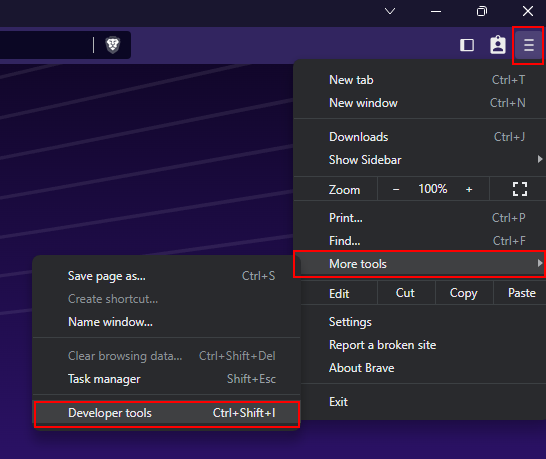 New tab Ctrl+T
New window Ctrl+N
Downloads Ctrl+J
Show Sidebar
Zoom − 100% +
Print... Ctrl+P
Find... Ctrl+F
More tools
Edit Cut Copy Paste
Settings
Report a broken site
About Brave
Exit
Save page as... Ctrl+S
Create shortcut...
Name window...
Clear browsing data... Ctrl+Shift+Del
Task manager Shift+Esc
Developer tools Ctrl+Shift+I